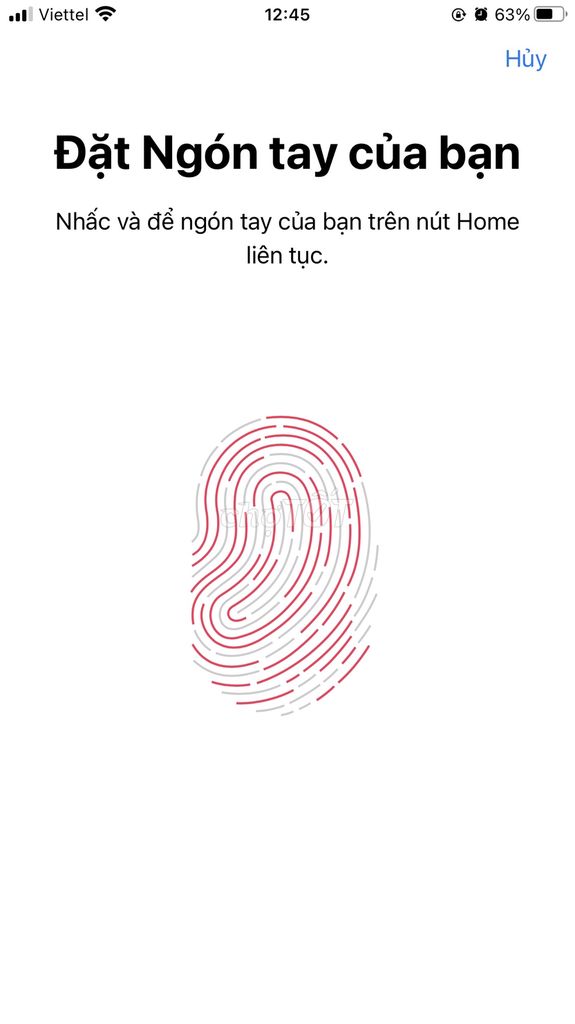 Viettel 12:45 63%
Hủy
Đặt Ngón tay của bạn
Nhấc và để ngón tay của bạn trên nút Home
liên tục.
chợTỐT